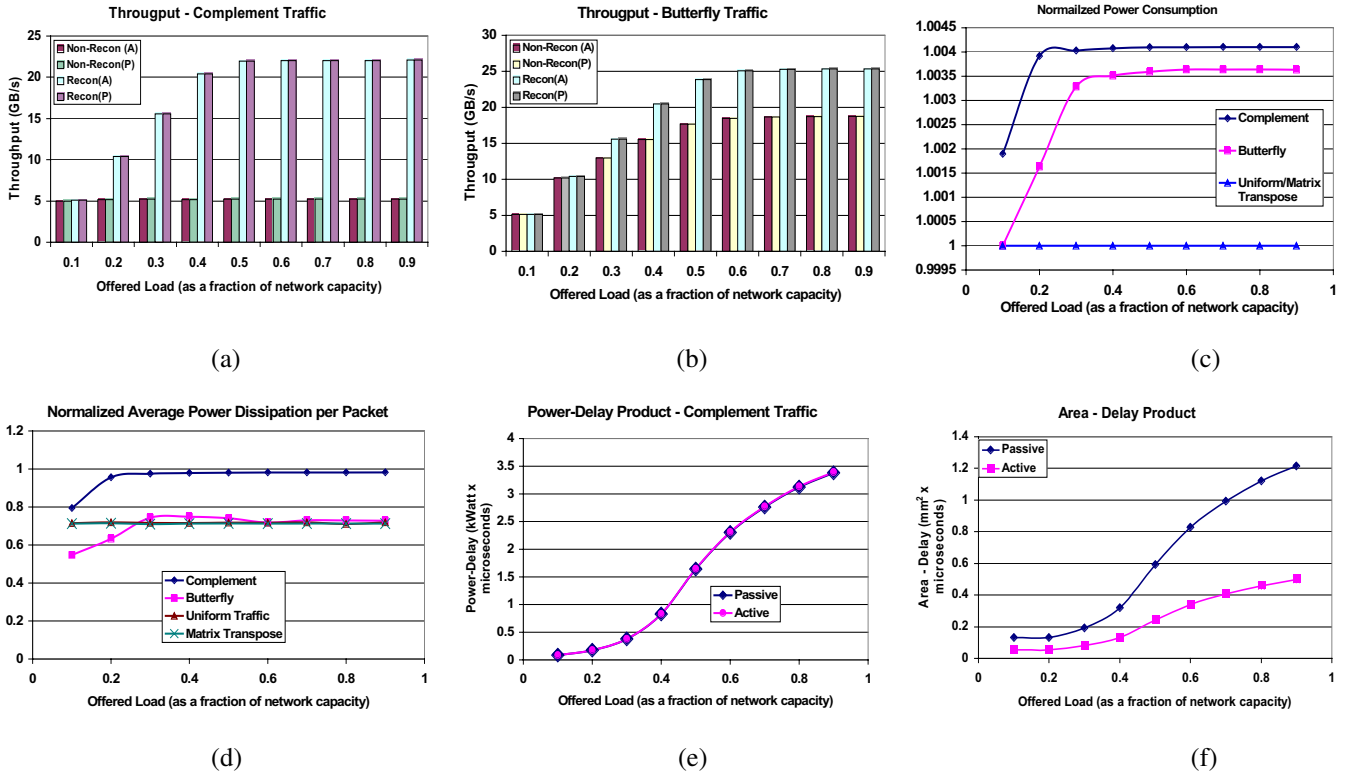 Througput - Complement Traffic
Througput (GB/s)
25
20
15
10
5
0
Non-Recon (A)
Non-Recon(P)
Recon(A)
Recon(P)
0.1 0.2 0.3 0.4 0.5 0.6 0.7 0.8 0.9
Offered Load (as a fraction of network capacity)
(a)
Througput - Butterfly Traffic
Througput (GB/s)
30
25
20
15
10
5
0
Non-Recon (A)
Non-Recon(P)
Recon(A)
Recon(P)
0.1 0.2 0.3 0.4 0.5 0.6 0.7 0.8 0.9
Offered Load (as a fraction of network capacity)
(b)
Normailzed Power Consumption
1.0045
1.004
1.0035
1.003
1.0025
1.002
1.0015
1.001
1.0005
1
0.9995
Complement
Butterfly
Uniform/Matrix
Transpose
0 0.2 0.4 0.6 0.8 1
Offered Load (as a fraction of network capacity)
(c)
Normalized Average Power Dissipation per Packet
1.2
1
0.8
0.6
0.4
0.2
0
Complement
Butterfly
Uniform Traffic
Matrix Transpose
0 0.2 0.4 0.6 0.8 1
Offered Load (as a fraction of network capacity)
(d)
Power-Delay Product - Complement Traffic
Power-Delay (kWatt x
microseconds)
4
3.5
3
2.5
2
1.5
1
0.5
0
Passive
Active
0 0.2 0.4 0.6 0.8 1
Offered Load (as a fraction of network capacity)
(e)
Area - Delay Product
Area - Delay (mm² x
microseconds)
1.4
1.2
1
0.8
0.6
0.4
0.2
0
Passive
Active
0 0.2 0.4 0.6 0.8 1
Offered Load (as a fraction of network capacity)
(f)